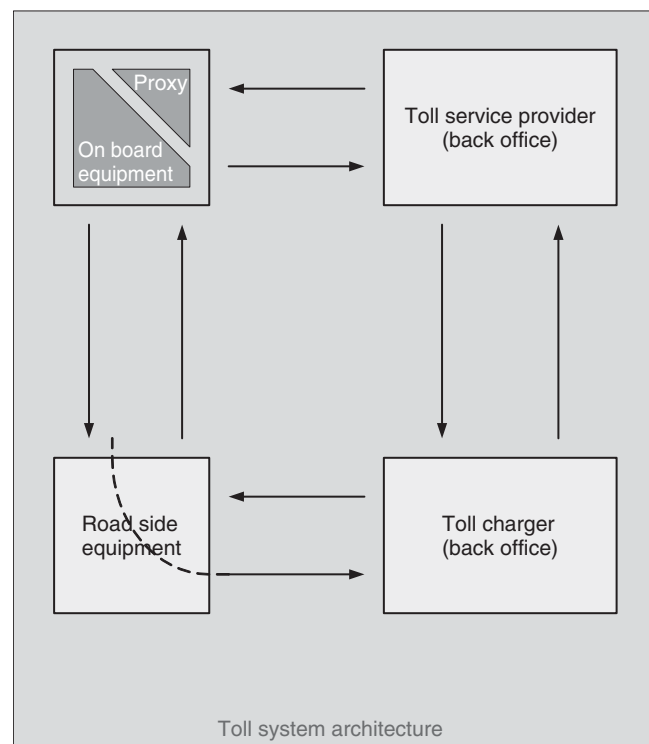 Proxy
On board
equipment
Toll service provider
(back office)
Road side
equipment
Toll charger
(back office)
Toll system architecture